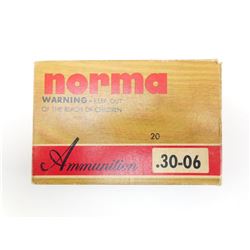 norma
WARNING - KEEP OUT
OF THE REACH OF CHILDREN
20
Ammunition
.30-06